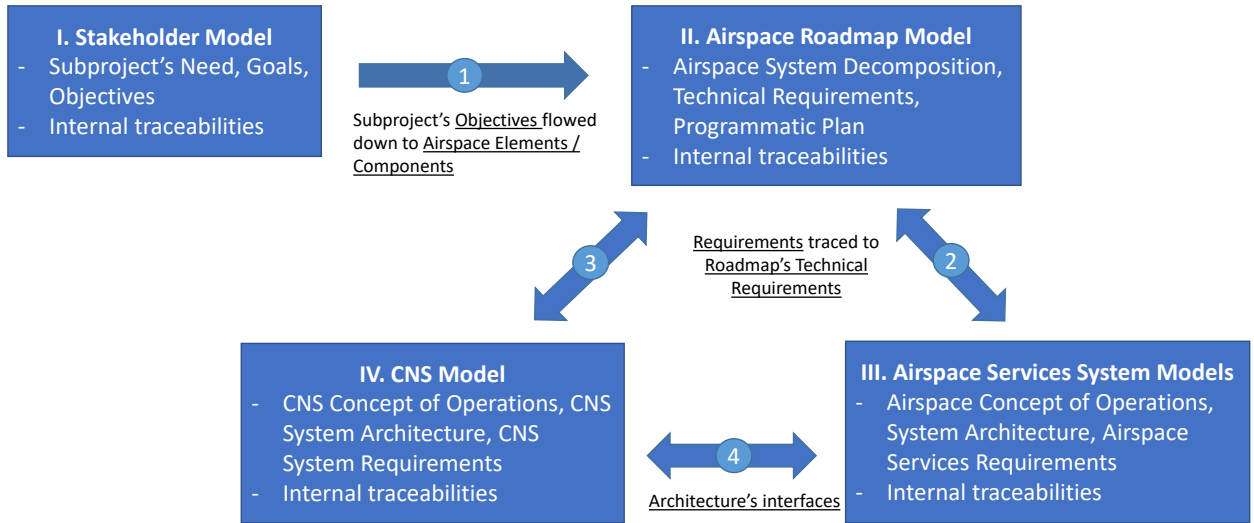 I. Stakeholder Model
- Subproject's Need, Goals,
Objectives
- Internal traceabilities
1
Subproject's Objectives flowed
down to Airspace Elements /
Components
II. Airspace Roadmap Model
- Airspace System Decomposition,
Technical Requirements,
Programmatic Plan
- Internal traceabilities
3
Requirements traced to
Roadmap's Technical
Requirements
2
IV. CNS Model
- CNS Concept of Operations, CNS
System Architecture, CNS
System Requirements
- Internal traceabilities
4
Architecture's interfaces
III. Airspace Services System Models
- Airspace Concept of Operations,
System Architecture, Airspace
Services Requirements
- Internal traceabilities